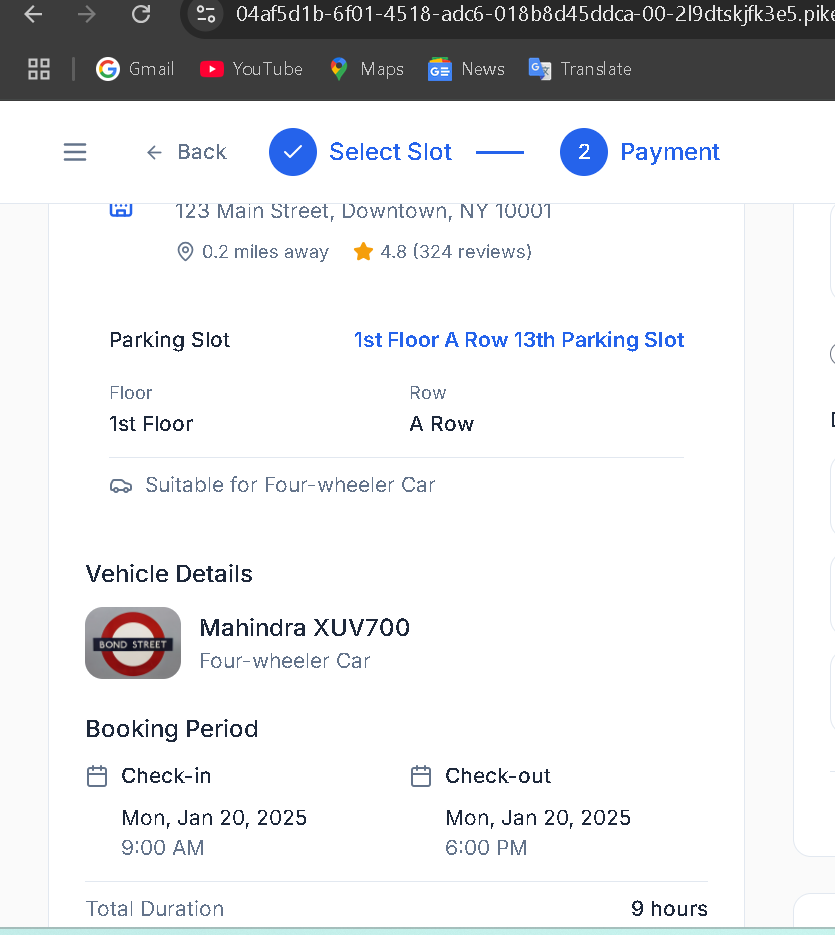 04af5d1b-6f01-4518-adc6-018b8d45ddca-00-2l9dtskjfk3e5.pike
Gmail YouTube Maps News Translate
Back Select Slot 2 Payment
123 Main Street, Downtown, NY 10001
0.2 miles away 4.8 (324 reviews)
Parking Slot 1st Floor A Row 13th Parking Slot
Floor Row
1st Floor A Row
Suitable for Four-wheeler Car
Vehicle Details
BOND STREET
Mahindra XUV700
Four-wheeler Car
Booking Period
Check-in Check-out
Mon, Jan 20, 2025 Mon, Jan 20, 2025
9:00 AM 6:00 PM
Total Duration 9 hours